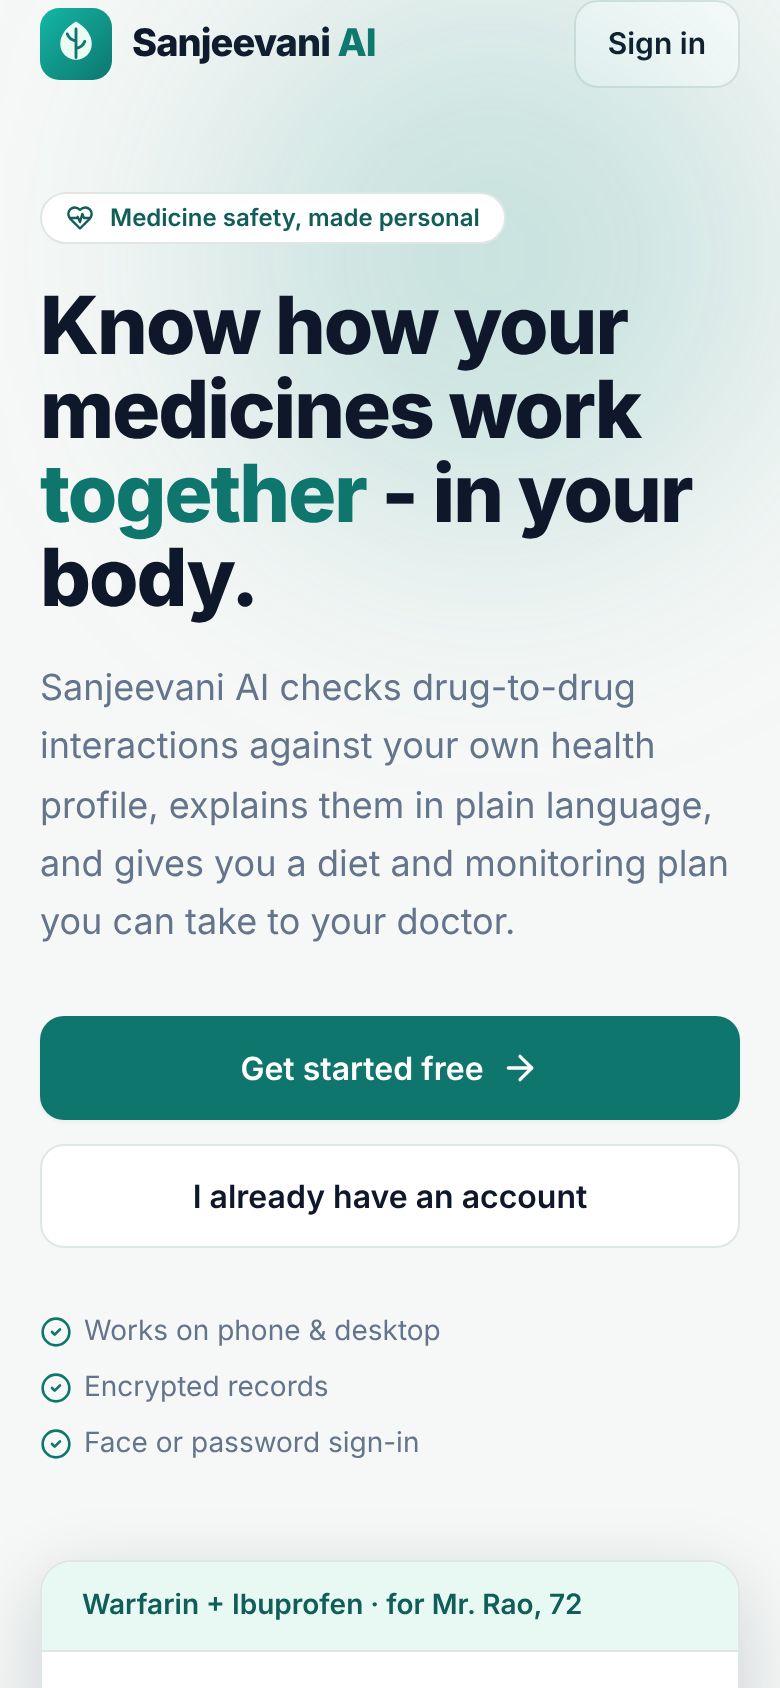 Sanjeevani AI
Sign in
Medicine safety, made personal
Know how your
medicines work
together - in your
body.
Sanjeevani AI checks drug-to-drug
interactions against your own health
profile, explains them in plain language,
and gives you a diet and monitoring plan
you can take to your doctor.
Get started free
I already have an account
Works on phone & desktop
Encrypted records
Face or password sign-in
Warfarin + Ibuprofen · for Mr. Rao, 72